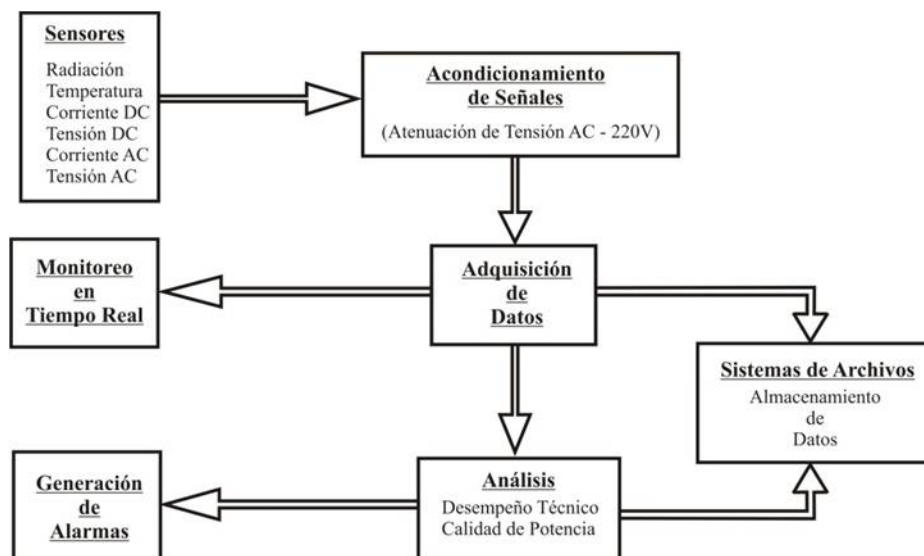 Sensores
Radiación
Temperatura
Corriente DC
Tensión DC
Corriente AC
Tensión AC
Acondicionamiento
de Señales
(Atenuación de Tensión AC - 220V)
Monitoreo
en
Tiempo Real
Adquisición
de
Datos
Sistemas de Archivos
Almacenamiento
de
Datos
Generación
de
Alarmas
Análisis
Desempeño Técnico
Calidad de Potencia